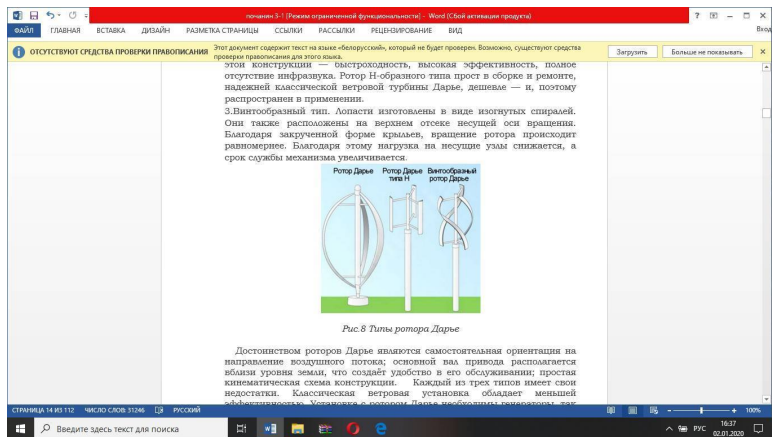 почанин 3-1 [Режим ограниченной функциональности] - Word (Сбой активации продукта)
ФАЙЛ ГЛАВНАЯ ВСТАВКА ДИЗАЙН РАЗМЕТКА СТРАНИЦЫ ССЫЛКИ РАССЫЛКИ РЕЦЕНЗИРОВАНИЕ ВИД Вход
ОТСУТСТВУЮТ СРЕДСТВА ПРОВЕРКИ ПРАВОПИСАНИЯ Этот документ содержит текст на языке «белорусский», который не будет проверен. Возможно, существуют средства
проверки правописания для этого языка.
Загрузить Больше не показывать
этой конструкции — быстроходность, высокая эффективность, полное
отсутствие инфразвука. Ротор Н-образного типа прост в сборке и ремонте,
надежней классической ветровой турбины Дарье, дешевле — и, поэтому
распространен в применении.
3.Винтообразный тип. Лопасти изготовлены в виде изогнутых спиралей.
Они также расположены на верхнем отсеке несущей оси вращения.
Благодаря закрученной форме крыльев, вращение ротора происходит
равномернее. Благодаря этому нагрузка на несущие узлы снижается, а
срок службы механизма увеличивается.
Ротор Дарье Ротор Дарье Винтообразный
типа Н ротор Дарье
Рис.8 Типы ротора Дарье
Достоинством роторов Дарье являются самостоятельная ориентация на
направление воздушного потока; основной вал привода располагается
вблизи уровня земли, что создаёт удобство в его обслуживании; простая
кинематическая схема конструкции. Каждый из трех типов имеет свои
недостатки. Классическая ветровая установка обладает меньшей
эффективностью. Установке с ротором Дарье необходимы генераторы, так
СТРАНИЦА 14 ИЗ 112 ЧИСЛО СЛОВ: 31246 РУССКИЙ 100%
Введите здесь текст для поиска
РУС
16:37
02.01.2020